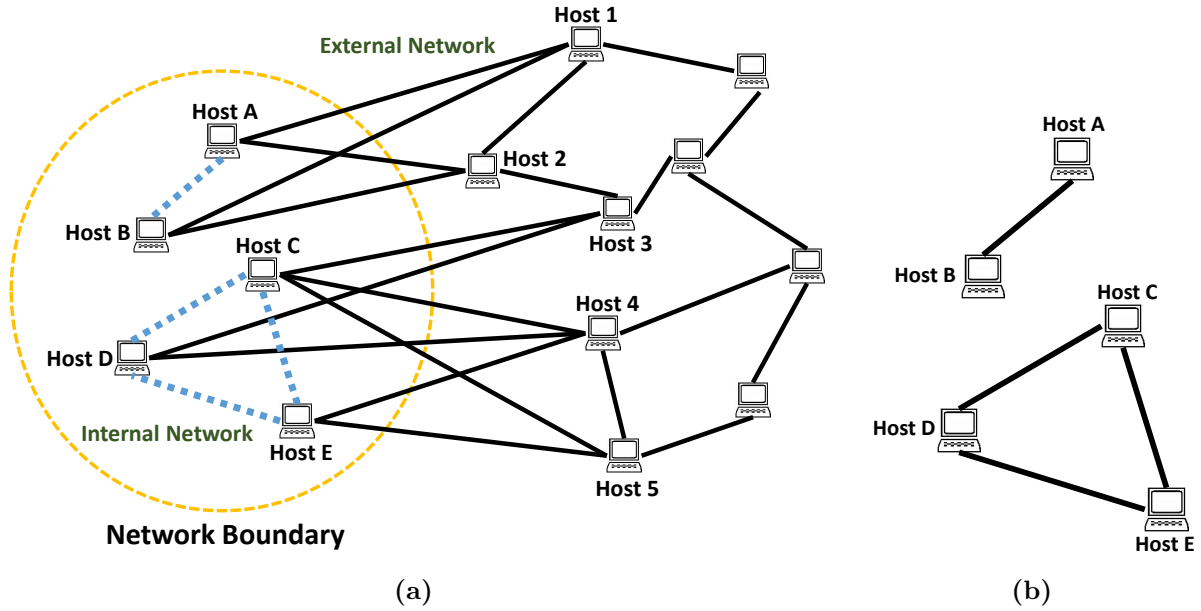 Host 1
External Network
Host A
Host A
Host 2
Host B
Host C
Host 3
Host B
Host C
Host 4
Host D
Host D
Internal Network
Host E
Host 5
Network Boundary
Host E
(a)
(b)